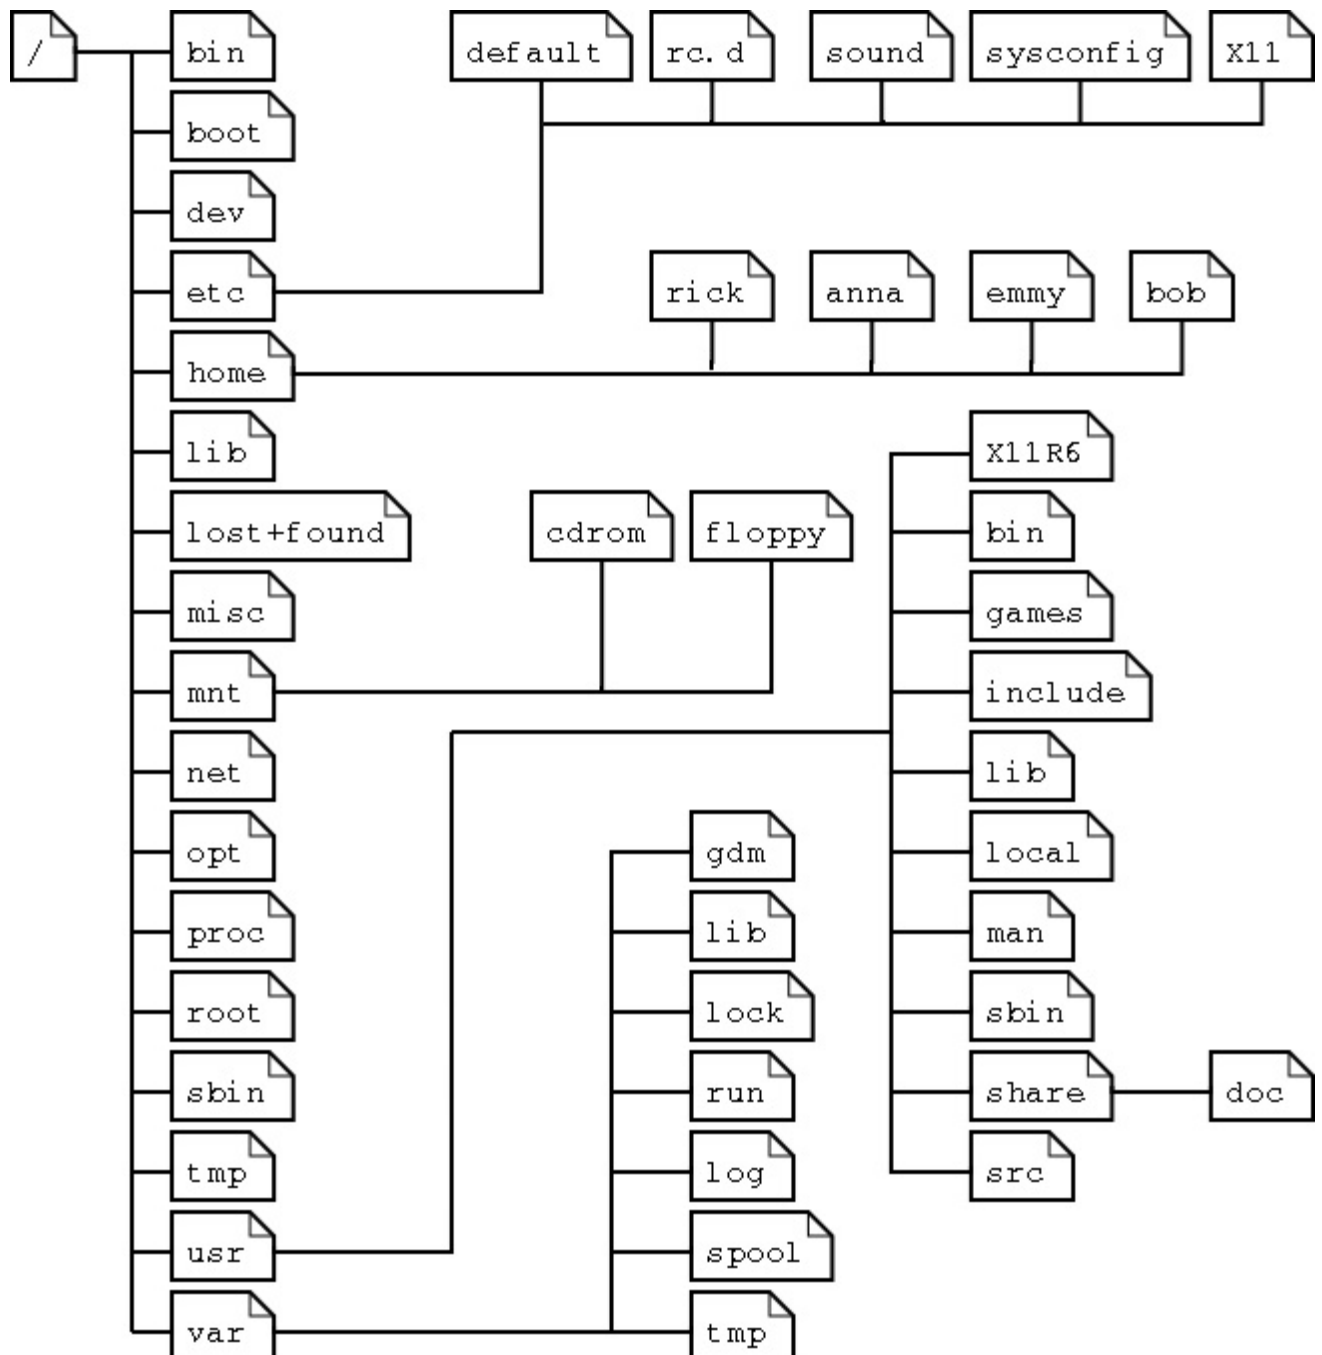 /
bin
default
rc.d
sound
sysconfig
X11
boot
dev
etc
rick
anna
emmy
bob
home
lib
X11R6
lost+found
cdrom
floppy
bin
misc
games
mnt
include
net
lib
opt
gdm
local
proc
lib
man
root
lock
sbin
sbin
run
share
doc
tmp
log
src
usr
spool
var
tmp